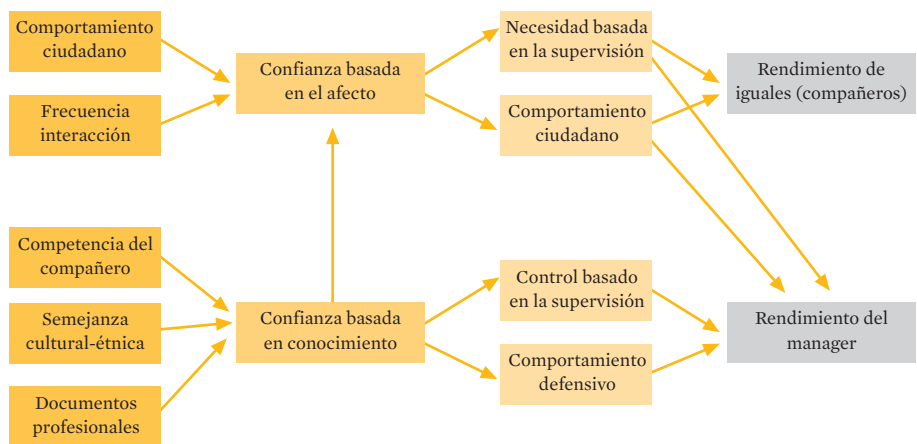 Comportamiento
ciudadano
Frecuencia
interacción
Competencia del
compañero
Semejanza
cultural-étnica
Documentos
profesionales
Confianza basada
en el afecto
Confianza basada
en conocimiento
Necesidad basada
en la supervisión
Comportamiento
ciudadano
Control basado
en la supervisión
Comportamiento
defensivo
Rendimiento de
iguales (compañeros)
Rendimiento del
manager